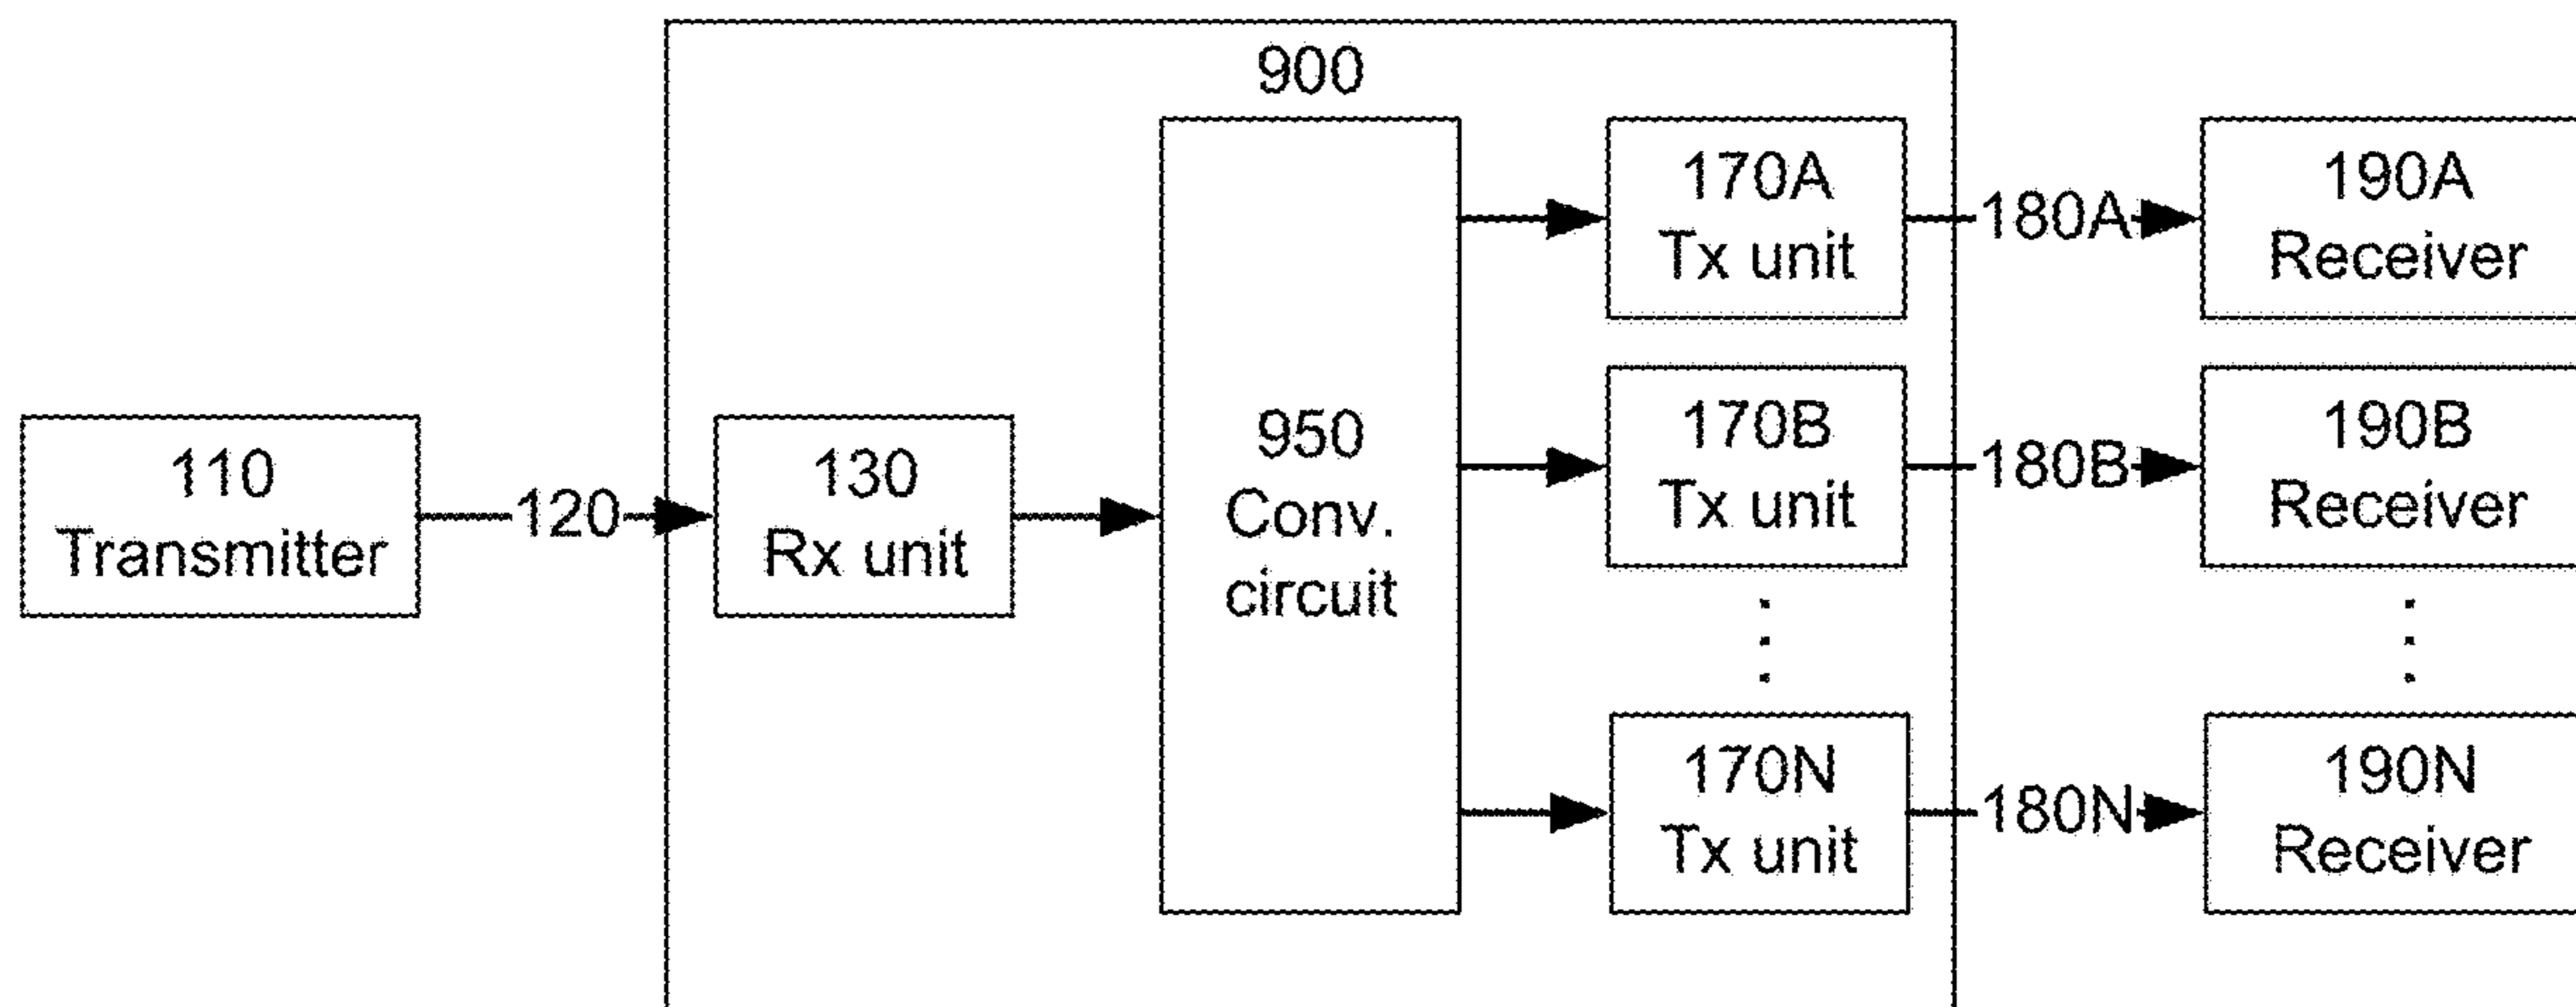 900
110
Transmitter
120
130
Rx unit
950
Conv.
circuit
170A
Tx unit
180A
190A
Receiver
170B
Tx unit
180B
190B
Receiver
170N
Tx unit
180N
190N
Receiver